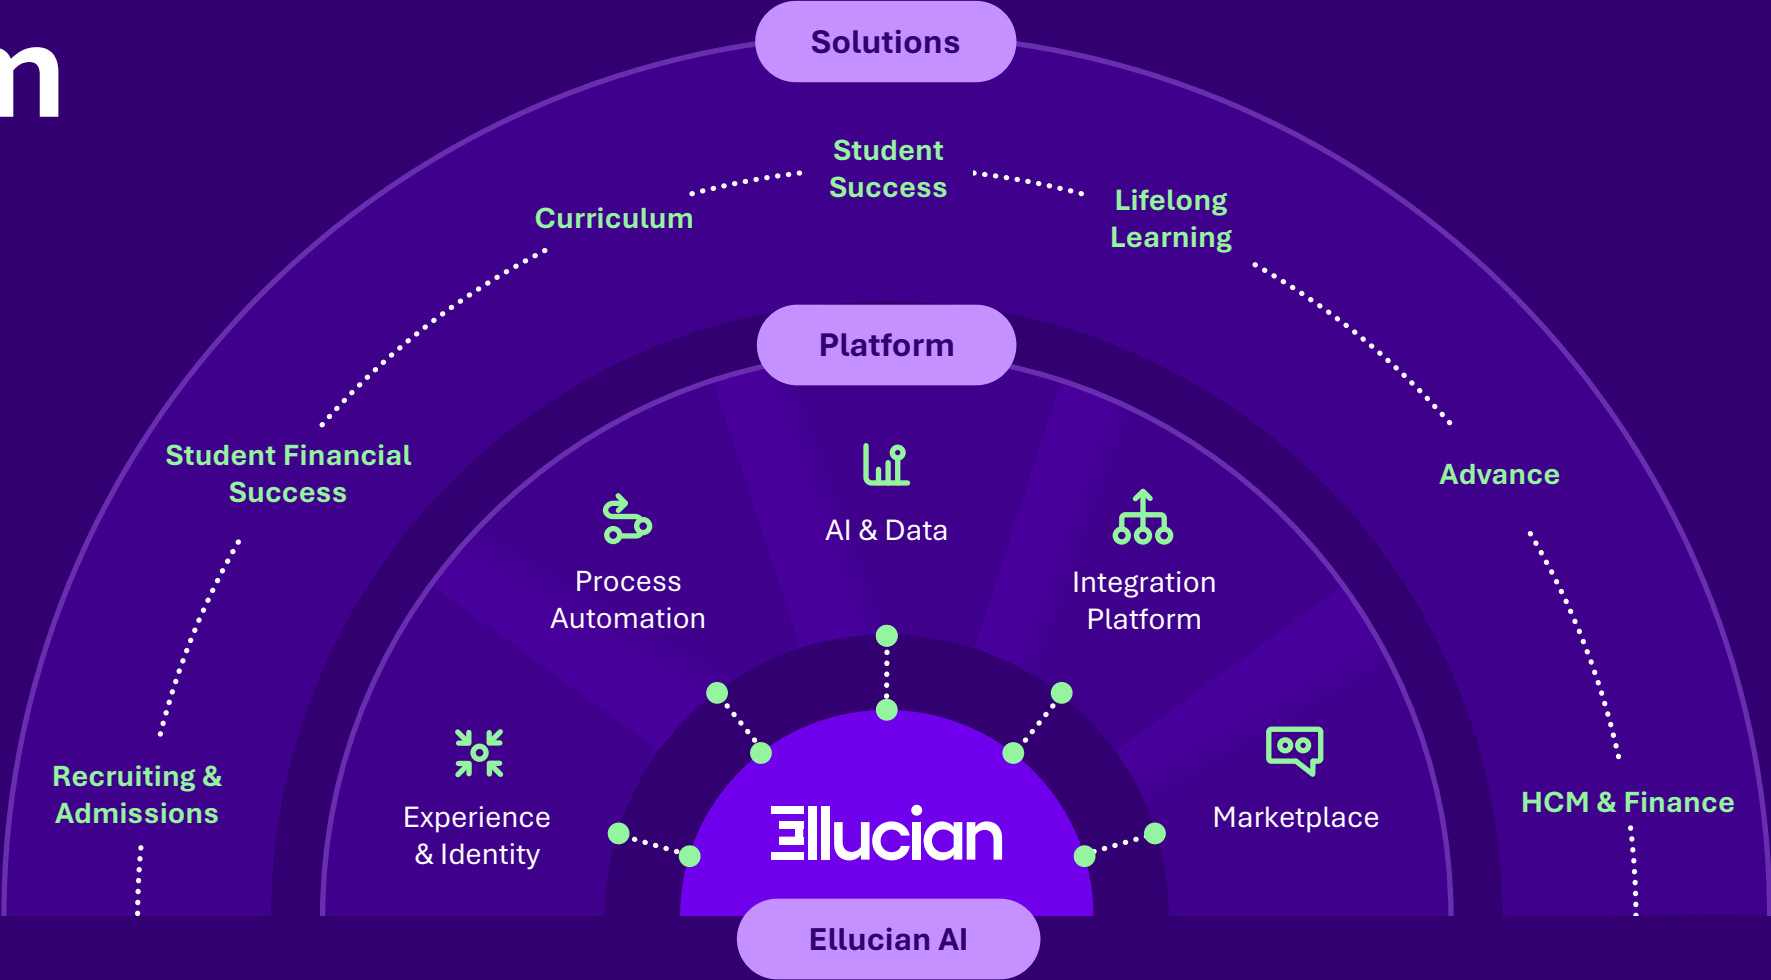 m
Solutions
Student
Success
Lifelong
Learning
Curriculum
Platform
Student Financial
Success
Advance
AI & Data
Process
Automation
Integration
Platform
Recruiting &
Admissions
HCM & Finance
Experience
& Identity
Marketplace
Ellucian
Ellucian AI